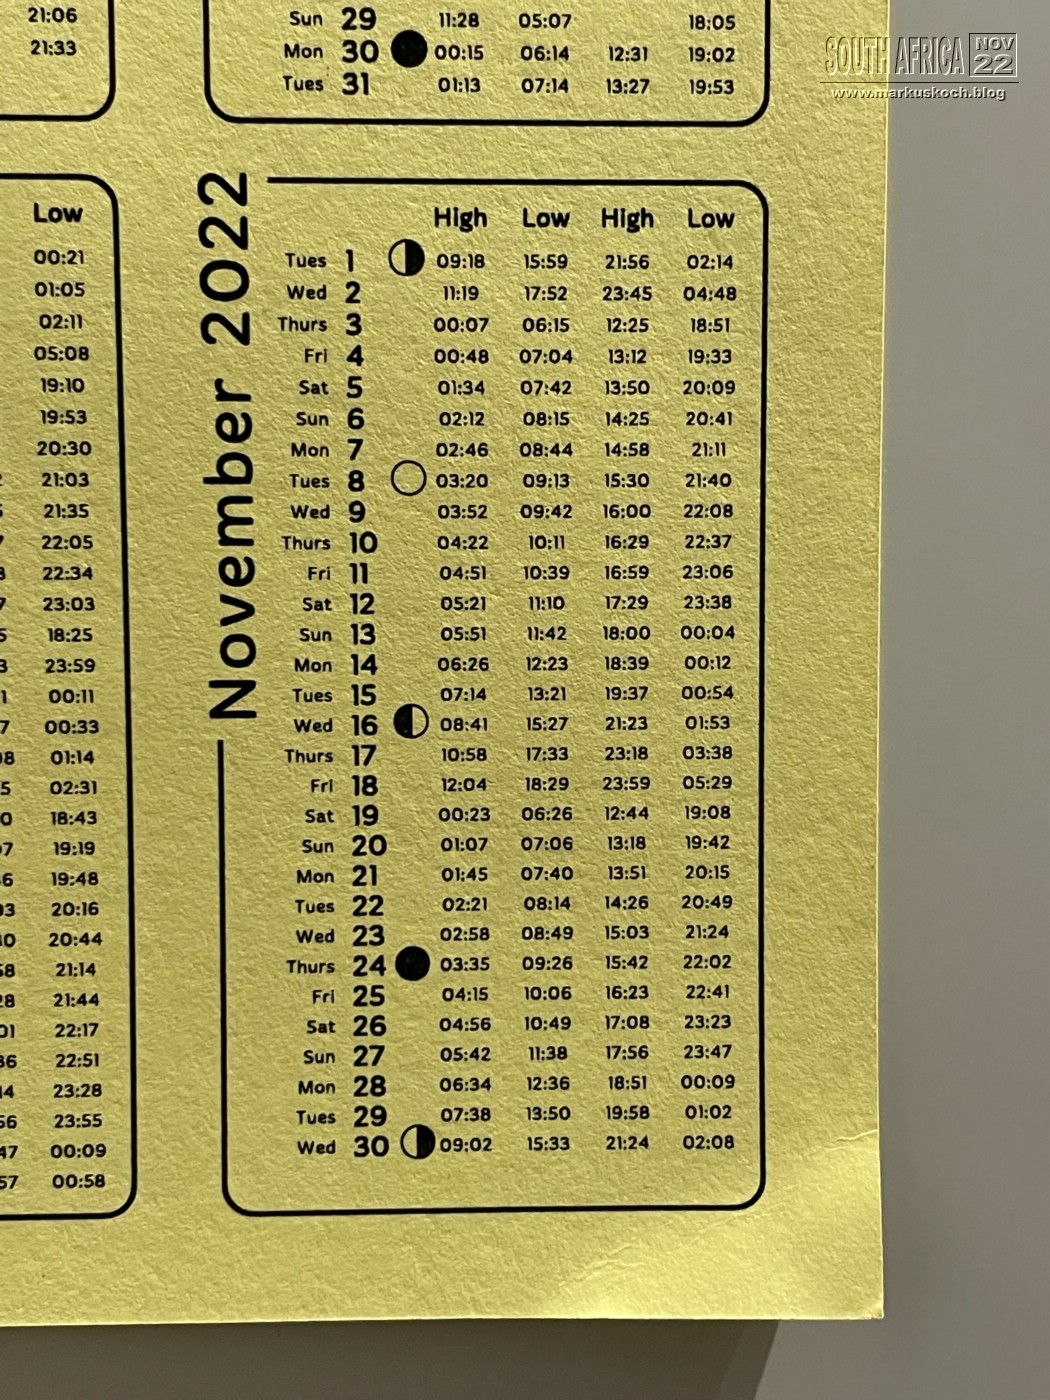 21:06
21:33
Sun 29 11:28 05:07 18:05
Mon 30 00:15 06:14 12:31 19:02
Tues 31 01:13 07:14 13:27 19:53
SOUTH AFRICA NOV 22
www.markuskoch.blog
Low
00:21
01:05
02:11
05:08
19:10
19:53
20:30
21:03
21:35
22:05
22:34
23:03
18:25
23:59
00:11
00:33
01:14
02:31
18:43
19:19
19:48
20:16
20:44
21:14
21:44
22:17
22:51
23:28
23:55
00:09
00:58
November 2022
High Low High Low
Tues 1 09:18 15:59 21:56 02:14
Wed 2 11:19 17:52 23:45 04:48
Thurs 3 00:07 06:15 12:25 18:51
Fri 4 00:48 07:04 13:12 19:33
Sat 5 01:34 07:42 13:50 20:09
Sun 6 02:12 08:15 14:25 20:41
Mon 7 02:46 08:44 14:58 21:11
Tues 8 03:20 09:13 15:30 21:40
Wed 9 03:52 09:42 16:00 22:08
Thurs 10 04:22 10:11 16:29 22:37
Fri 11 04:51 10:39 16:59 23:06
Sat 12 05:21 11:10 17:29 23:38
Sun 13 05:51 11:42 18:00 00:04
Mon 14 06:26 12:23 18:39 00:12
Tues 15 07:14 13:21 19:37 00:54
Wed 16 08:41 15:27 21:23 01:53
Thurs 17 10:58 17:33 23:18 03:38
Fri 18 12:04 18:29 23:59 05:29
Sat 19 00:23 06:26 12:44 19:08
Sun 20 01:07 07:06 13:18 19:42
Mon 21 01:45 07:40 13:51 20:15
Tues 22 02:21 08:14 14:26 20:49
Wed 23 02:58 08:49 15:03 21:24
Thurs 24 03:35 09:26 15:42 22:02
Fri 25 04:15 10:06 16:23 22:41
Sat 26 04:56 10:49 17:08 23:23
Sun 27 05:42 11:38 17:56 23:47
Mon 28 06:34 12:36 18:51 00:09
Tues 29 07:38 13:50 19:58 01:02
Wed 30 09:02 15:33 21:24 02:08